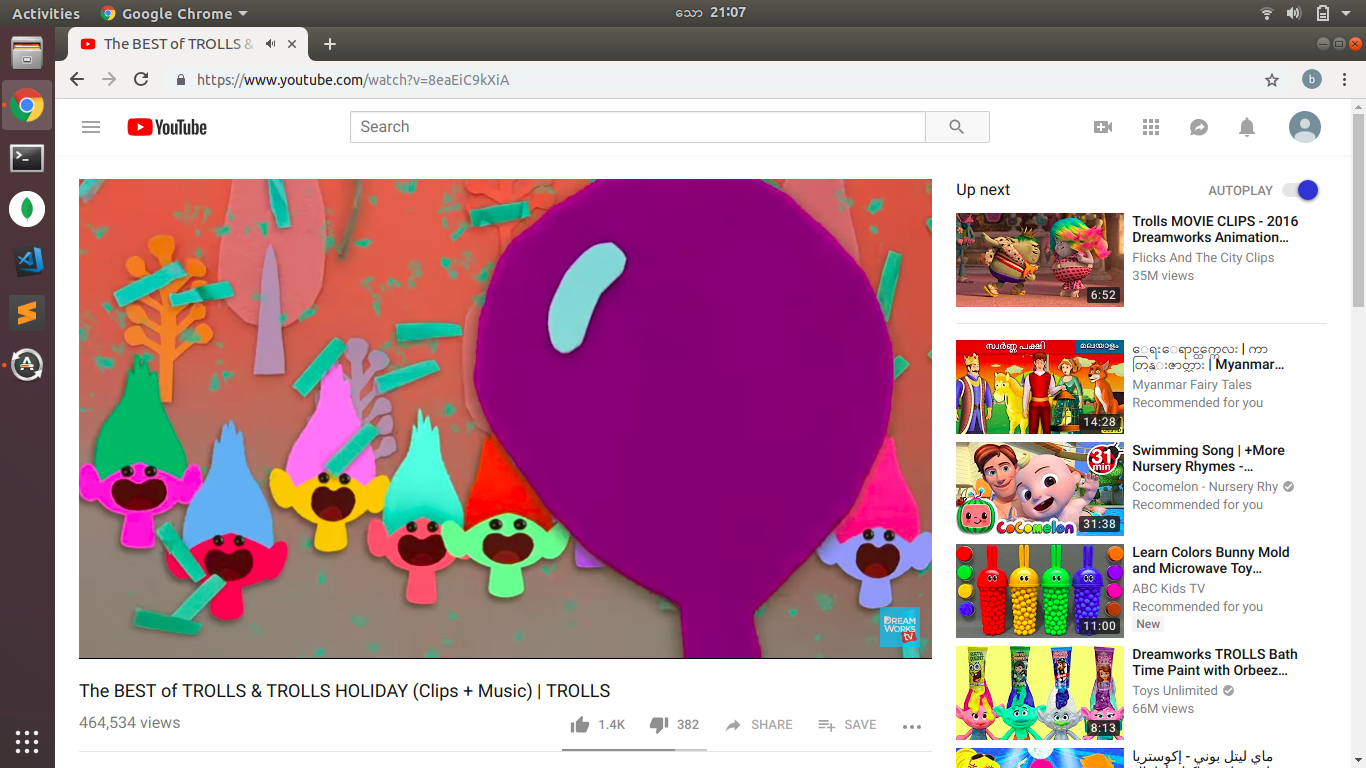 Activities
Google Chrome
သော 21:07
The BEST of TROLLS &
https://www.youtube.com/watch?v=8eaEiC9kXiA
b
YouTube
Search
DREAM
WORKS
tv
The BEST of TROLLS & TROLLS HOLIDAY (Clips + Music) | TROLLS
464,534 views
1.4K
382
SHARE
SAVE
Up next
AUTOPLAY
6:52
Trolls MOVIE CLIPS - 2016
Dreamworks Animation...
Flicks And The City Clips
35M views
സ്വർണ്ണ പക്ഷി
മലയാളം
14:28
ေရႊေရာင္ငွက္ကေလး | ကာ
တြန္းဇာတ္ကား | Myanmar...
Myanmar Fairy Tales
Recommended for you
31
min
CoComelon
31:38
Swimming Song | +More
Nursery Rhymes -...
Cocomelon - Nursery Rhy
Recommended for you
11:00
Learn Colors Bunny Mold
and Microwave Toy...
ABC Kids TV
Recommended for you
New
8:13
Dreamworks TROLLS Bath
Time Paint with Orbeez...
Toys Unlimited
66M views
ماي ليتل بوني - إكوستريا